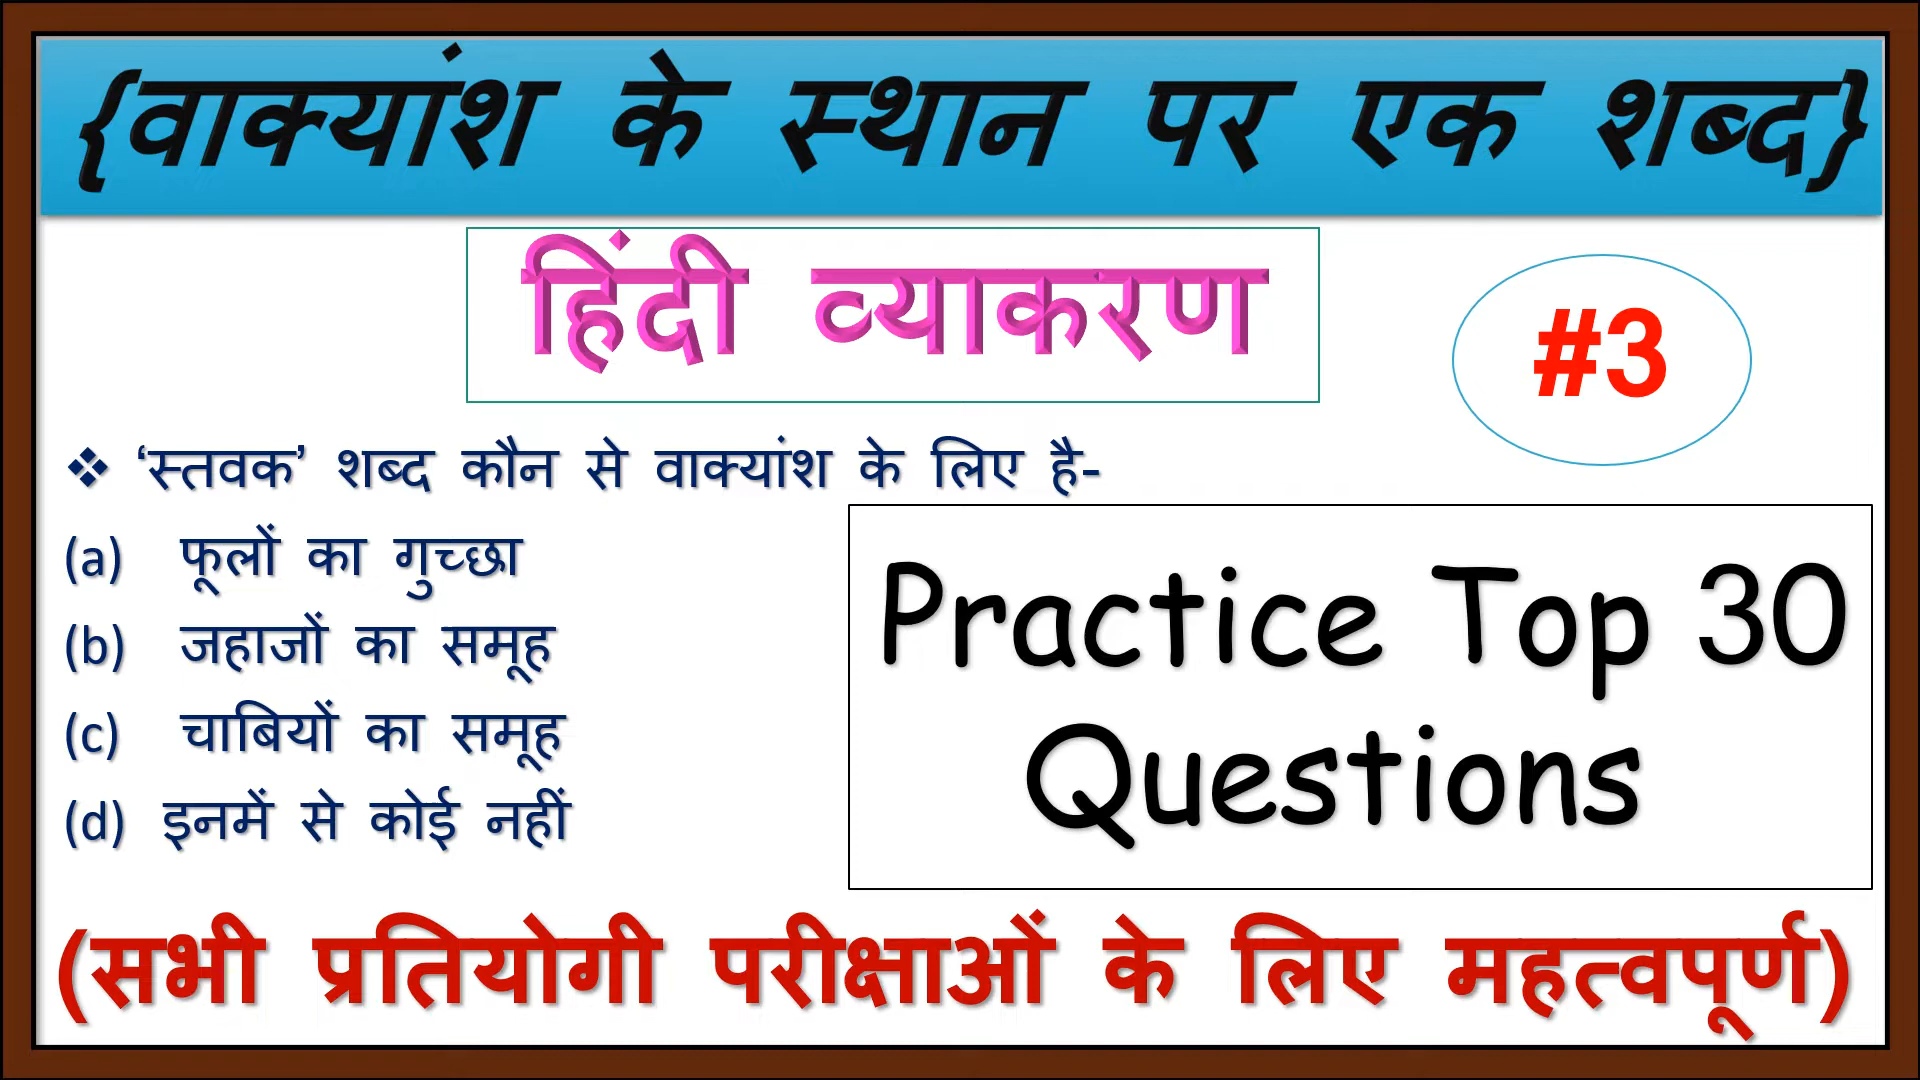 {वाक्यांश के स्थान पर एक शब्द}
हिंदी व्याकरण
#3
❖ ‘स्तवक’ शब्द कौन से वाक्यांश के लिए है-
(a) फूलों का गुच्छा
(b) जहाजों का समूह
(c) चाबियों का समूह
(d) इनमें से कोई नहीं
Practice Top 30
Questions
(सभी प्रतियोगी परीक्षाओं के लिए महत्वपूर्ण)